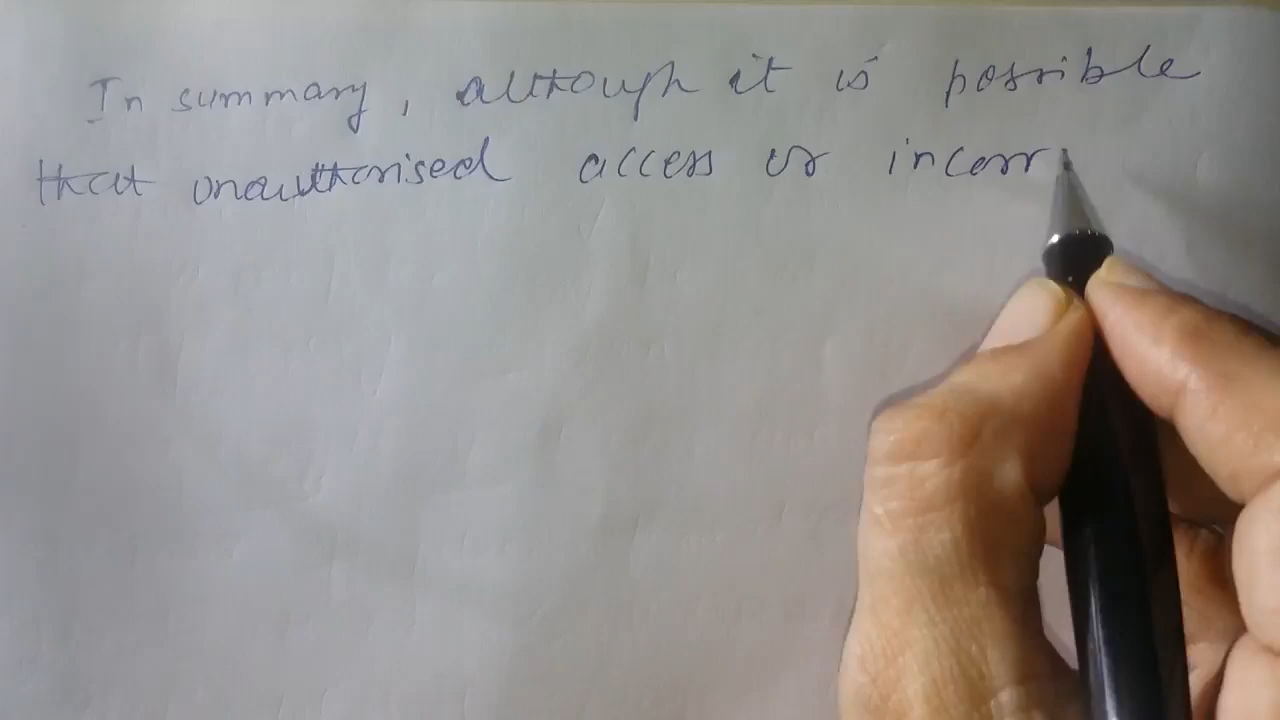 In summary, although it is possible
that unauthorised access or incorr